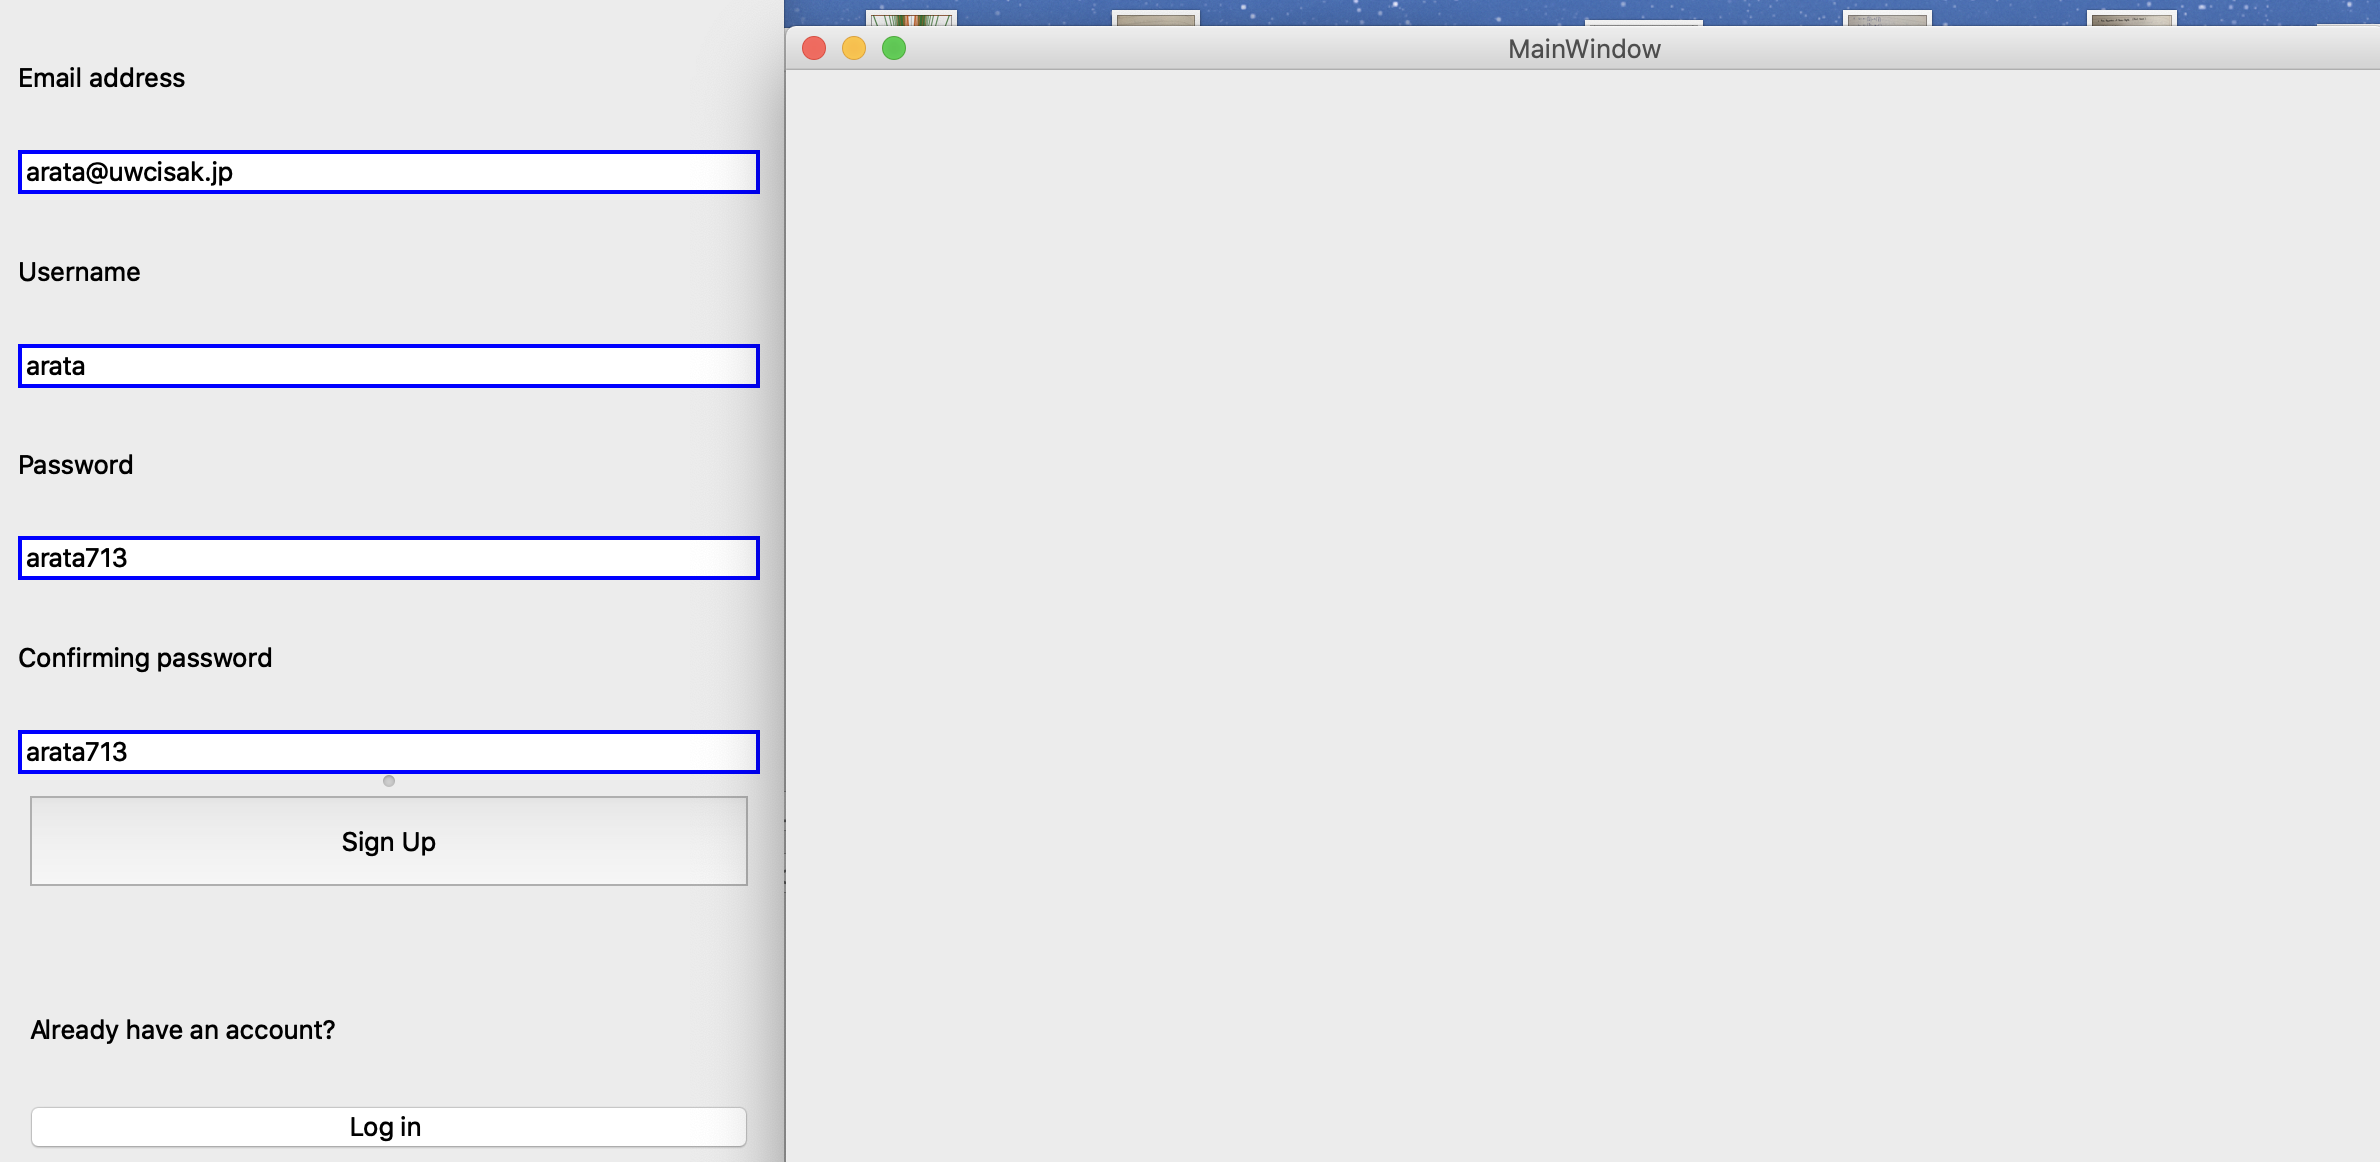 Email address
arata@uwcisak.jp
Username
arata
Password
arata713
Confirming password
arata713
Sign Up
Already have an account?
Log in
MainWindow